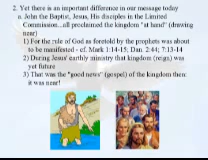 2. Yet there is an important difference in our message today
a. John the Baptist, Jesus, His disciples in the Limited
Commission...all proclaimed the kingdom "at hand" (drawing
near)
1) For the rule of God as foretold by the prophets was about
to be manifested - cf. Mark 1:14-15; Dan. 2:44; 7:13-14
2) During Jesus' earthly ministry that kingdom (reign) was
yet future
3) That was the "good news" (gospel) of the kingdom then:
it was near!